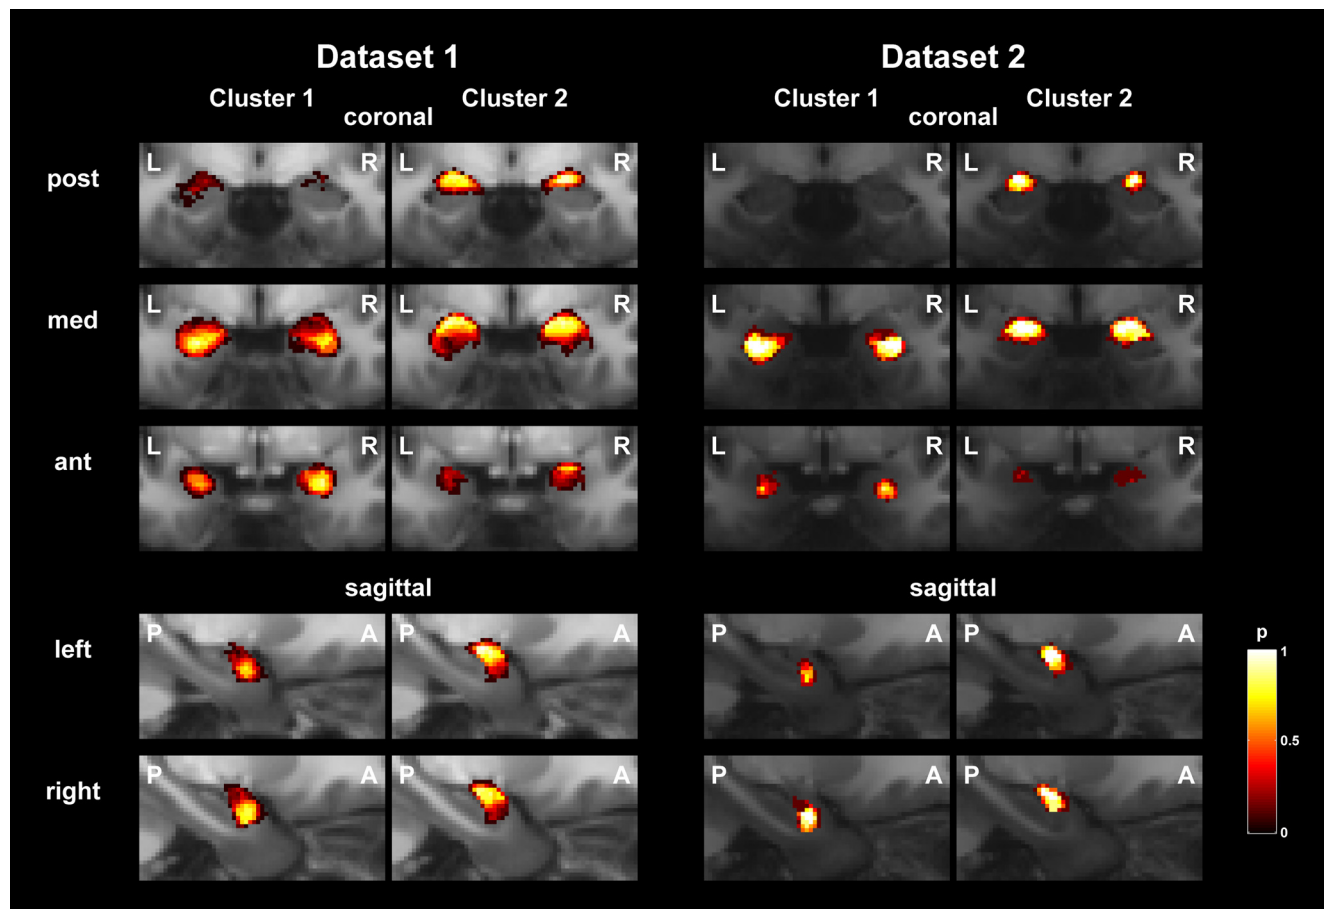 Dataset 1 Dataset 2
Cluster 1 Cluster 2 Cluster 1 Cluster 2
coronal coronal
post L R L R L R L R
med L R L R L R L R
ant L R L R L R L R
sagittal sagittal
left P A P A P A P A
p
1
0.5
right P A P A P A P A
0